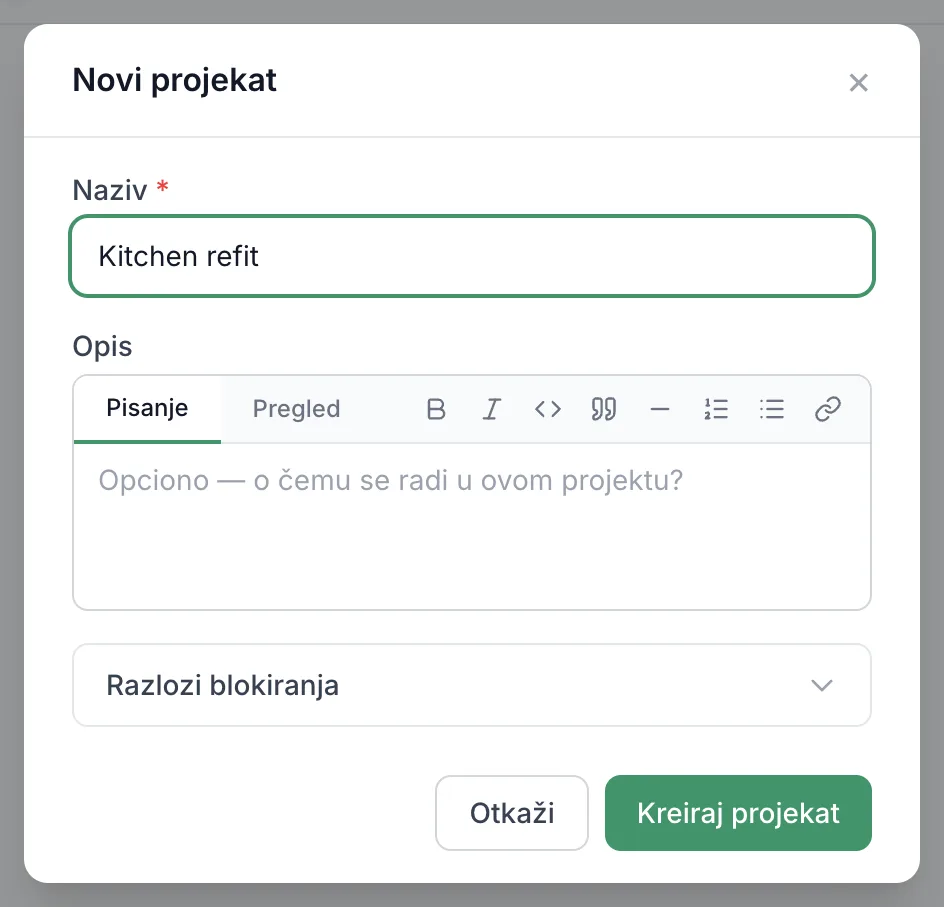 Novi projekat
Naziv *
Kitchen refit
Opis
Pisanje Pregled
Opciono — o čemu se radi u ovom projektu?
Razlozi blokiranja
Otkaži Kreiraj projekat